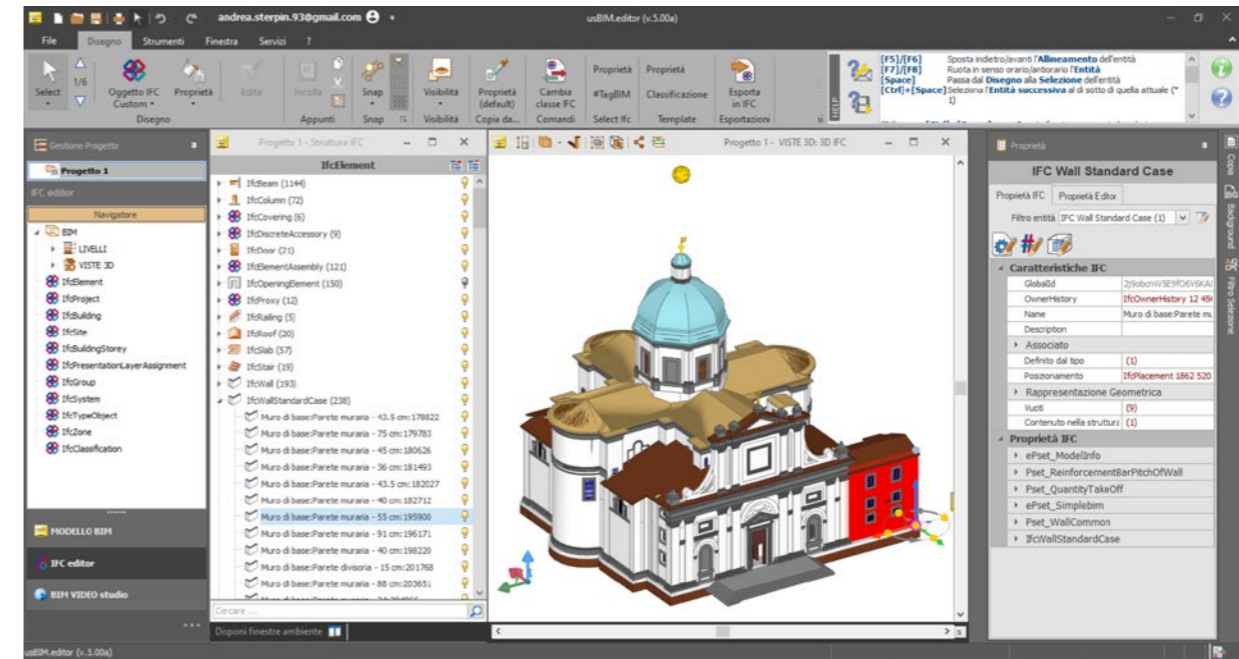 andrea.sterpin.93@gmail.com
usBIM.editor (v.5.00a)
File Disegno Strumenti Finestra Servizi ?
Select
1/6
Oggetto IFC Custom
Proprietà
Edita
Incolla
Snap
Visibilità
Proprietà (default)
Cambia classe IFC
Proprietà
#TagBIM
Proprietà
Classificazione
Esporta in IFC
Disegno Appunti Snap Visibilità Copia da... Comandi Select Ifc Template Esportazioni
HELP
[F5]/[F6] Sposta indietro/avanti l'Allineamento dell'entità
[F7]/[F8] Ruota in senso orario/antiorario l'Entità
[Space] Passa dal Disegno alla Selezione dell'entità
[Ctrl]+[Space] Seleziona l'Entità successiva al di sotto di quella attuale (*
1)
Gestione Progetto
Progetto 1
IFC editor
Navigatore
BIM
LIVELLI
VISTE 3D
IfcElement
IfcProject
IfcBuilding
IfcSite
IfcBuildingStorey
IfcPresentationLayerAssignment
IfcGroup
IfcSystem
IfcTypeObject
IfcZone
IfcClassification
MODELLO BIM
IFC editor
BIM VIDEO studio
usBIM.editor (v.5.00a)
Progetto 1 - Struttura IFC
IfcElement
IfcBeam (1144)
IfcColumn (72)
IfcCovering (6)
IfcDiscreteAccessory (9)
IfcDoor (21)
IfcElementAssembly (121)
IfcOpeningElement (150)
IfcProxy (12)
IfcRailing (5)
IfcRoof (20)
IfcSlab (57)
IfcStair (19)
IfcWall (193)
IfcWallStandardCase (238)
Muro di base:Parete muraria - 43.5 cm:178822
Muro di base:Parete muraria - 75 cm:179783
Muro di base:Parete muraria - 45 cm:180626
Muro di base:Parete muraria - 36 cm:181493
Muro di base:Parete muraria - 43.5 cm:182027
Muro di base:Parete muraria - 40 cm:182712
Muro di base:Parete muraria - 55 cm:195900
Muro di base:Parete muraria - 91 cm:196171
Muro di base:Parete muraria - 40 cm:198220
Muro di base:Parete divisoria - 15 cm:201768
Muro di base:Parete muraria - 88 cm:203651
Cercare ...
Disponi finestre ambiente
Progetto 1 - VISTE 3D: 3D IFC
s
Proprietà
IFC Wall Standard Case
Proprietà IFC Proprietà Editor
Filtro entità IFC Wall Standard Case (1)
Caratteristiche IFC
GlobalId
OwnerHistory IfcOwnerHistory 12
Name Muro di base:Parete mu
Description
Associato
Definito dal tipo (1)
Posizionamento IfcPlacement 1862 520
Rappresentazione Geometrica
Vuoti (9)
Contenuto nella struttura (1)
Proprietà IFC
ePset_ModelInfo
Pset_ReinforcementBarPitchOfWall
Pset_QuantityTakeOff
ePset_Simplebim
Pset_WallCommon
IfcWallStandardCase
Copia
Background
Filtro Selezione